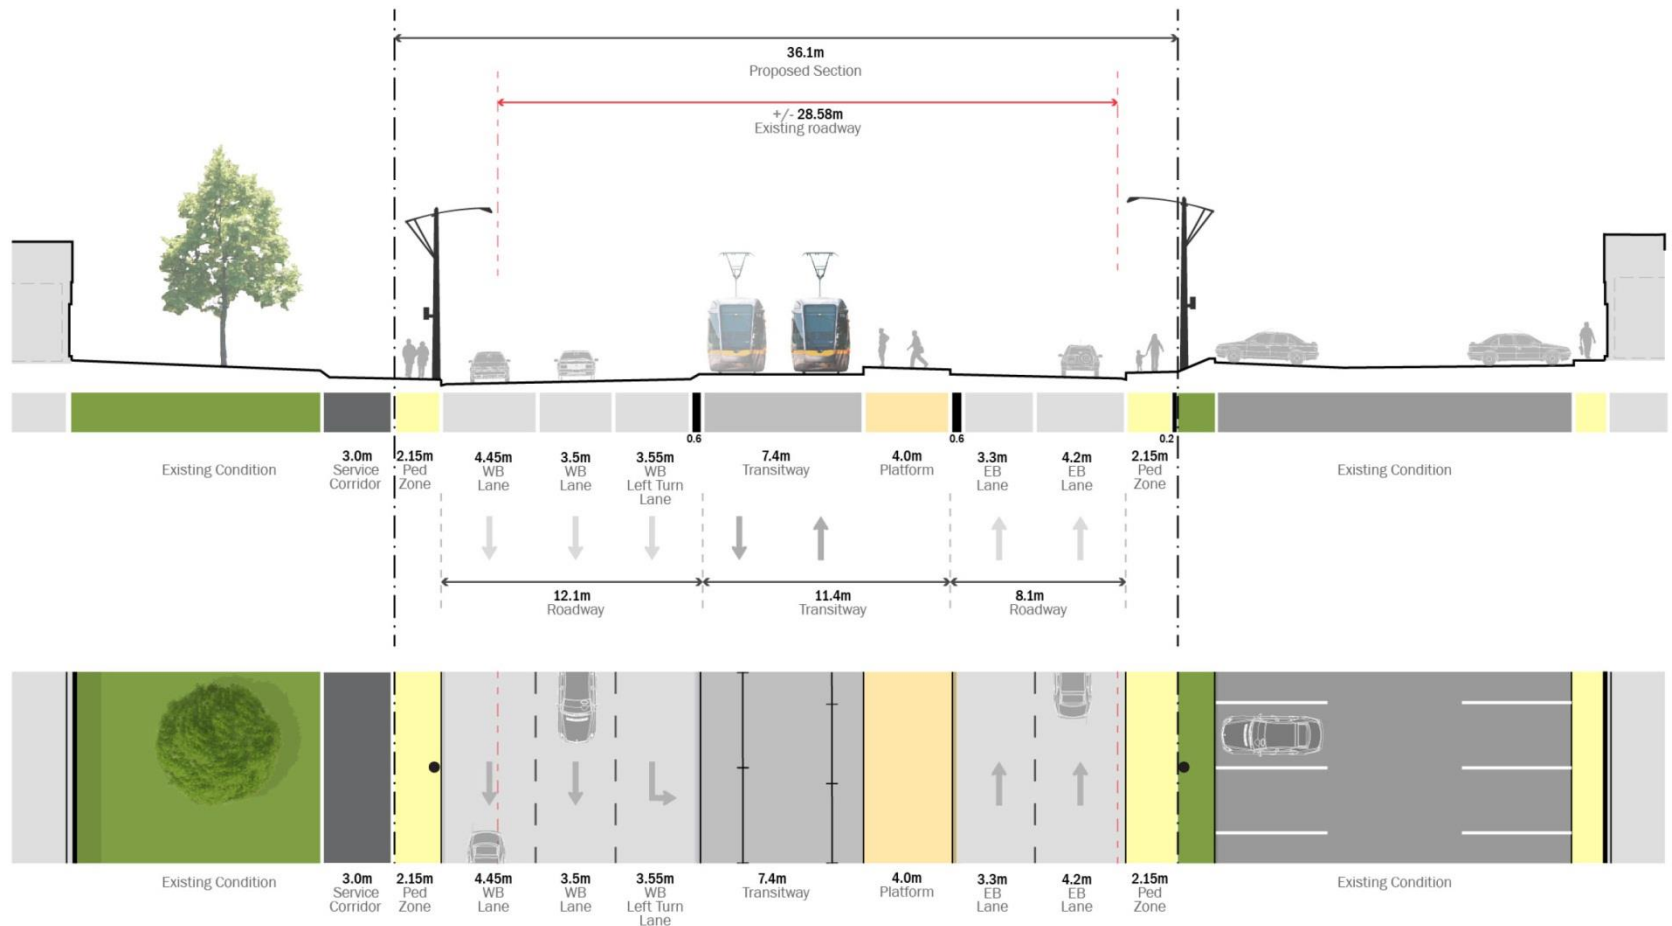 36.1m
Proposed Section
+/- 28.58m
Existing roadway
0.6
0.6
0.2
Existing Condition
3.0m
Service
Corridor
2.15m
Ped
Zone
4.45m
WB
Lane
3.5m
WB
Lane
3.55m
WB
Left Turn
Lane
7.4m
Transitway
4.0m
Platform
3.3m
EB
Lane
4.2m
EB
Lane
2.15m
Ped
Zone
Existing Condition
12.1m
Roadway
11.4m
Transitway
8.1m
Roadway
Existing Condition
3.0m
Service
Corridor
2.15m
Ped
Zone
4.45m
WB
Lane
3.5m
WB
Lane
3.55m
WB
Left Turn
Lane
7.4m
Transitway
4.0m
Platform
3.3m
EB
Lane
4.2m
EB
Lane
2.15m
Ped
Zone
Existing Condition